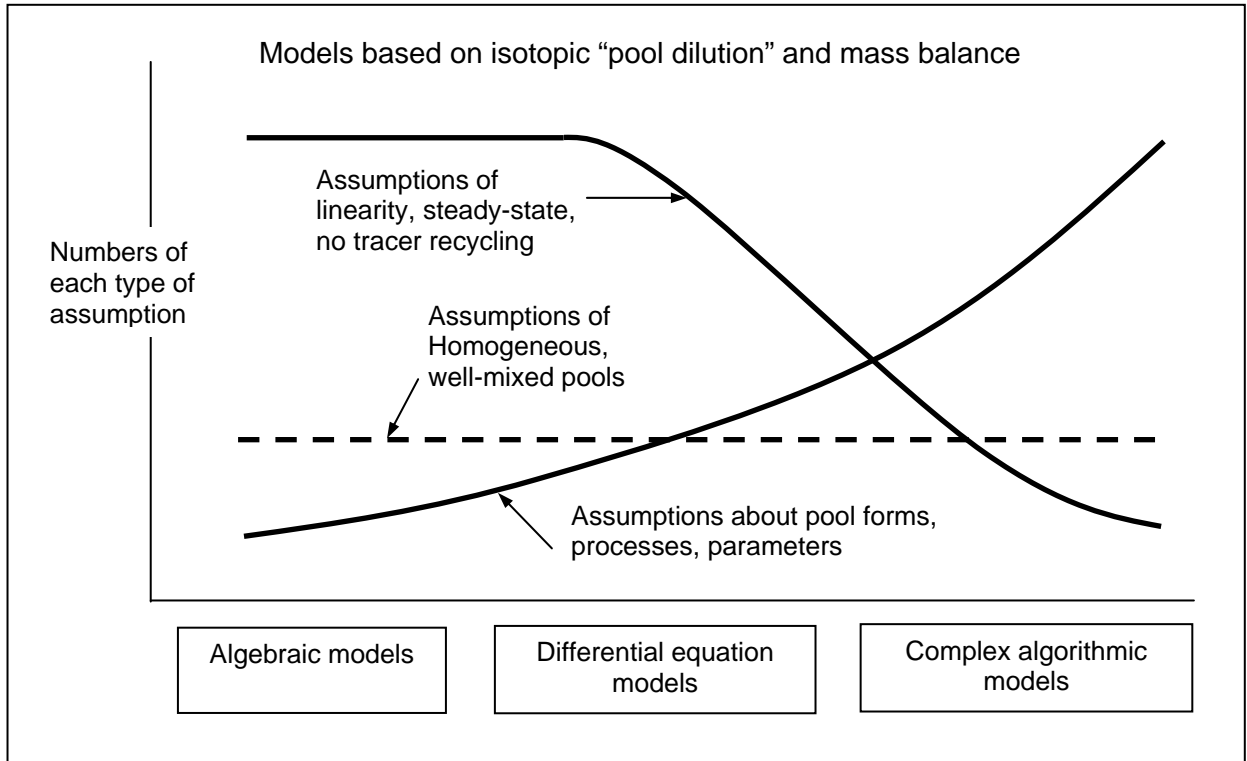 Models based on isotopic “pool dilution” and mass balance
Assumptions of
linearity, steady-state,
no tracer recycling
Numbers of
each type of
assumption
Assumptions of
Homogeneous,
well-mixed pools
Assumptions about pool forms,
processes, parameters
Algebraic models
Differential equation
models
Complex algorithmic
models